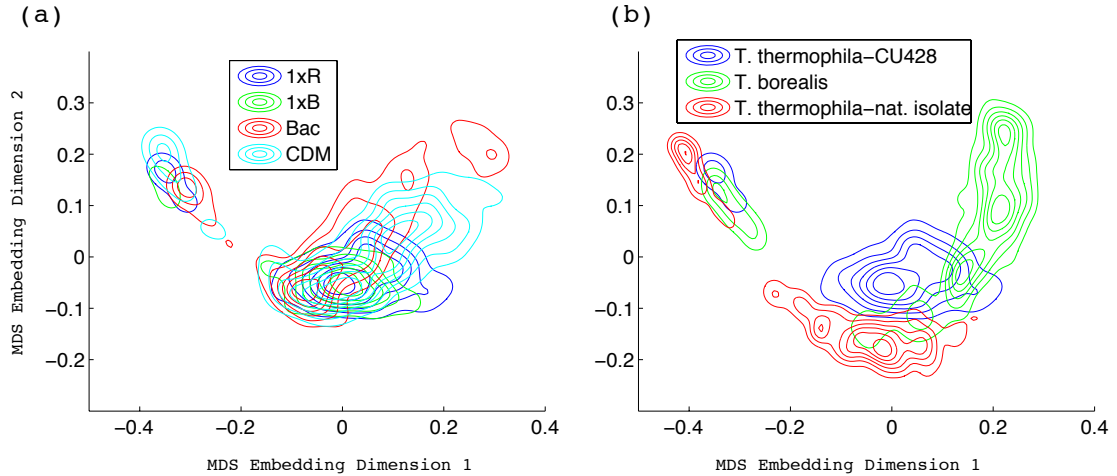 (a)
(b)
MDS Embedding Dimension 2
0.3
0.2
0.1
0
−0.1
−0.2
−0.4
−0.2
0
0.2
0.4
MDS Embedding Dimension 1
1xR
1xB
Bac
CDM
0.3
0.2
0.1
0
−0.1
−0.2
−0.4
−0.2
0
0.2
0.4
MDS Embedding Dimension 1
T. thermophila−CU428
T. borealis
T. thermophila−nat. isolate